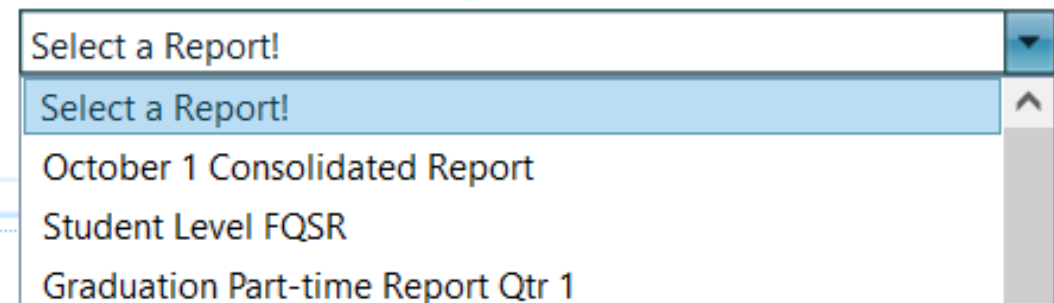 Select a Report!
Select a Report!
October 1 Consolidated Report
Student Level FQSR
Graduation Part-time Report Qtr 1